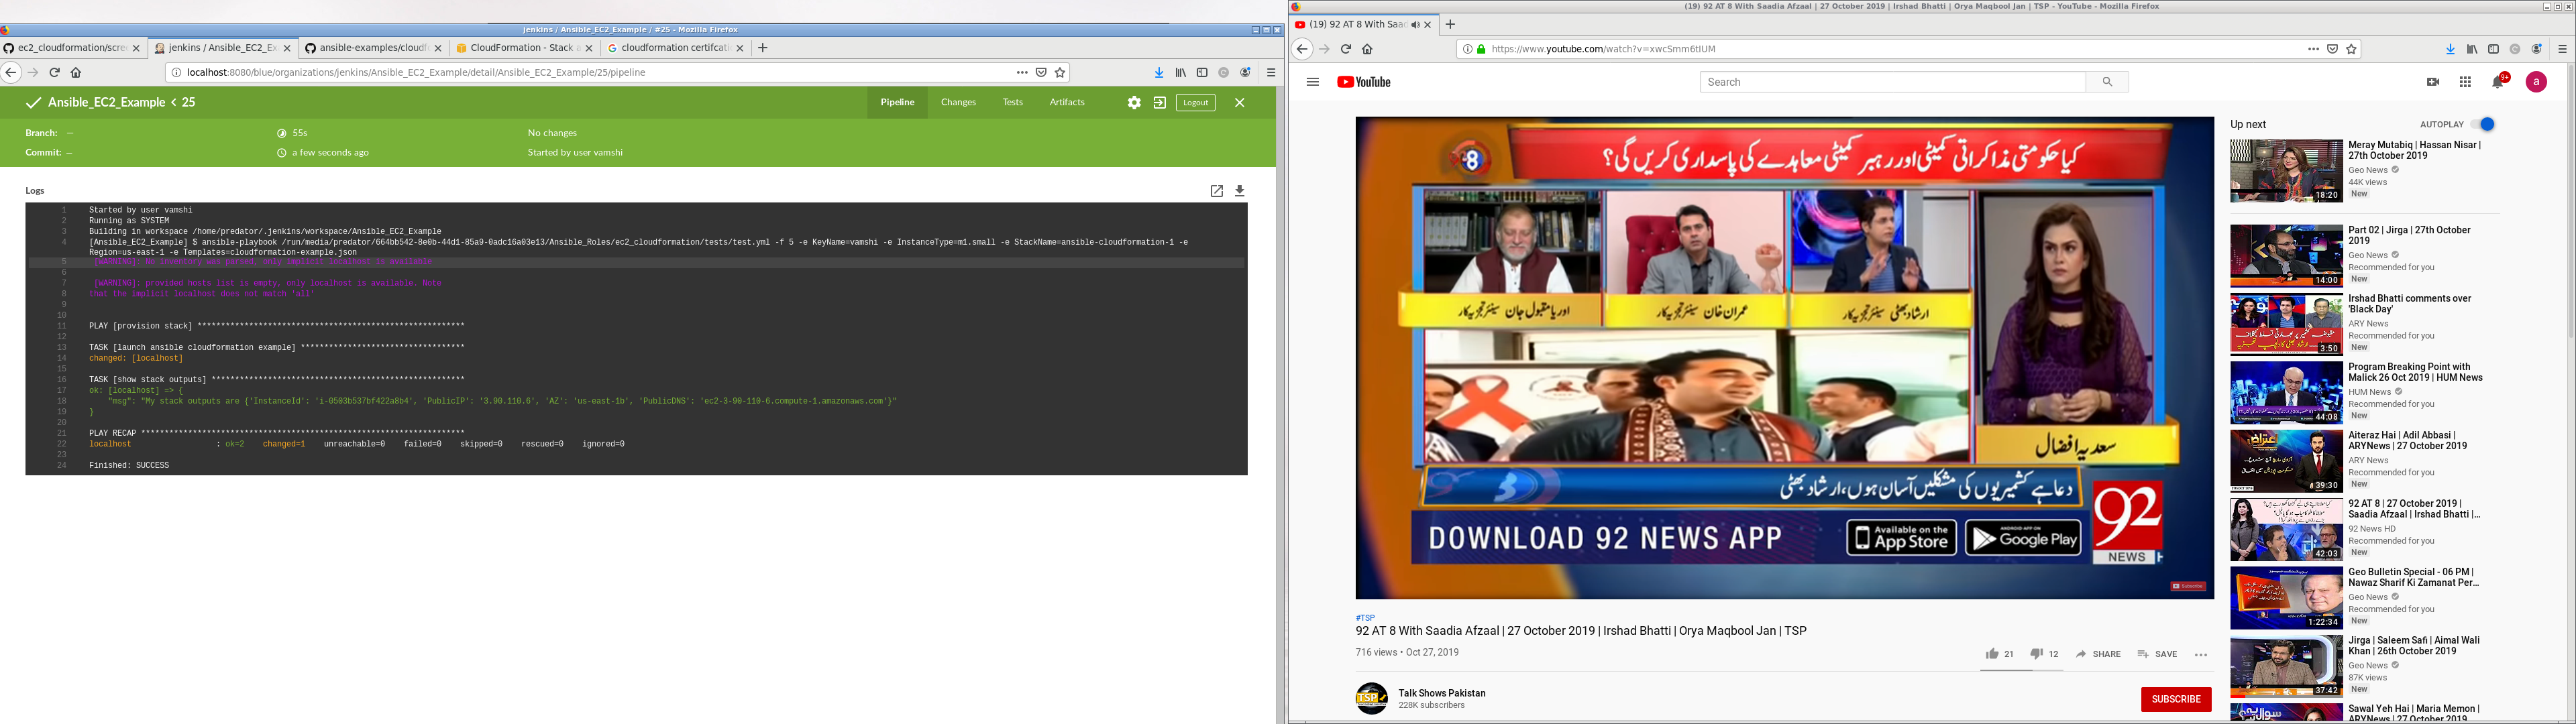 jenkins / Ansible_EC2_Example / #25 - Mozilla Firefox
ec2_cloudformation/scre
jenkins / Ansible_EC2_Ex
ansible-examples/cloudf
CloudFormation - Stack a
cloudformation certifcati
localhost:8080/blue/organizations/jenkins/Ansible_EC2_Example/detail/Ansible_EC2_Example/25/pipeline
Ansible_EC2_Example < 25
Pipeline Changes Tests Artifacts Logout
Branch: — 55s No changes
Commit: — a few seconds ago Started by user vamshi
Logs
1 Started by user vamshi
2 Running as SYSTEM
3 Building in workspace /home/predator/.jenkins/workspace/Ansible_EC2_Example
4 [Ansible_EC2_Example] $ ansible-playbook /run/media/predator/664bb542-8e0b-44d1-85a9-0adc16a03e13/Ansible_Roles/ec2_cloudformation/tests/test.yml -f 5 -e KeyName=vamshi -e InstanceType=m1.small -e StackName=ansible-cloudformation-1 -e
Region=us-east-1 -e Templates=cloudformation-example.json
5 [WARNING]: No inventory was parsed, only implicit localhost is available
6
7 [WARNING]: provided hosts list is empty, only localhost is available. Note
8 that the implicit localhost does not match 'all'
9
10
11 PLAY [provision stack] *********************************************************
12
13 TASK [launch ansible cloudformation example] ***********************************
14 changed: [localhost]
15
16 TASK [show stack outputs] ******************************************************
17 ok: [localhost] => {
18 "msg": "My stack outputs are {'InstanceId': 'i-0503b537bf422a8b4', 'PublicIP': '3.90.110.6', 'AZ': 'us-east-1b', 'PublicDNS': 'ec2-3-90-110-6.compute-1.amazonaws.com'}"
19 }
20
21 PLAY RECAP *********************************************************************
22 localhost : ok=2 changed=1 unreachable=0 failed=0 skipped=0 rescued=0 ignored=0
23
24 Finished: SUCCESS
(19) 92 AT 8 With Saadia Afzaal | 27 October 2019 | Irshad Bhatti | Orya Maqbool Jan | TSP - YouTube - Mozilla Firefox
(19) 92 AT 8 With Saad
https://www.youtube.com/watch?v=xwcSmm6tIUM
YouTube
Search
9+
a
8
کیا حکومتی مذاکراتی کمیٹی اور رہبر کمیٹی معاہدے کی پاسداری کریں گی؟
اوریا مقبول جان سینئر تجزیہ کار
عمران خان سینئر تجزیہ کار
ارشاد بھٹی سینئر تجزیہ کار
سعدیہ افضال
دعا ہے کشمیریوں کی مشکلیں آسان ہوں، ارشاد بھٹی
DOWNLOAD 92 NEWS APP
Available on the App Store
ANDROID APP ON Google Play
92
NEWS H
Subscribe
#TSP
92 AT 8 With Saadia Afzaal | 27 October 2019 | Irshad Bhatti | Orya Maqbool Jan | TSP
716 views • Oct 27, 2019
21 12 SHARE SAVE
TSP
Talk Shows Pakistan
228K subscribers
SUBSCRIBE
Up next AUTOPLAY
Meray Mutabiq | Hassan Nisar |
27th October 2019
Geo News
44K views
New
18:20
Part 02 | Jirga | 27th October
2019
Geo News
Recommended for you
New
14:00
Irshad Bhatti comments over
'Black Day'
ARY News
Recommended for you
New
3:50
Program Breaking Point with
Malick 26 Oct 2019 | HUM News
HUM News
Recommended for you
New
44:08
Aiteraz Hai | Adil Abbasi |
ARYNews | 27 October 2019
ARY News
Recommended for you
New
39:30
92 AT 8 | 27 October 2019 |
Saadia Afzaal | Irshad Bhatti |...
92 News HD
Recommended for you
New
42:03
Geo Bulletin Special - 06 PM |
Nawaz Sharif Ki Zamanat Per...
Geo News
Recommended for you
New
1:22:34
Jirga | Saleem Safi | Aimal Wali
Khan | 26th October 2019
Geo News
87K views
New
37:42
Sawal Yeh Hai | Maria Memon |
ARYNews | 27 October 2019